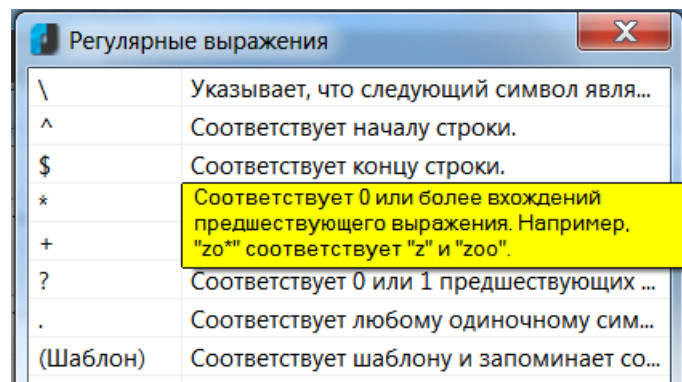 Регулярные выражения
\ Указывает, что следующий символ явля...
^ Соответствует началу строки.
$ Соответствует концу строки.
* Соответствует 0 или более вхождений
предшествующего выражения. Например,
+ "zo*" соответствует "z" и "zoo".
? Соответствует 0 или 1 предшествующих ...
. Соответствует любому одиночному сим...
(Шаблон) Соответствует шаблону и запоминает со...